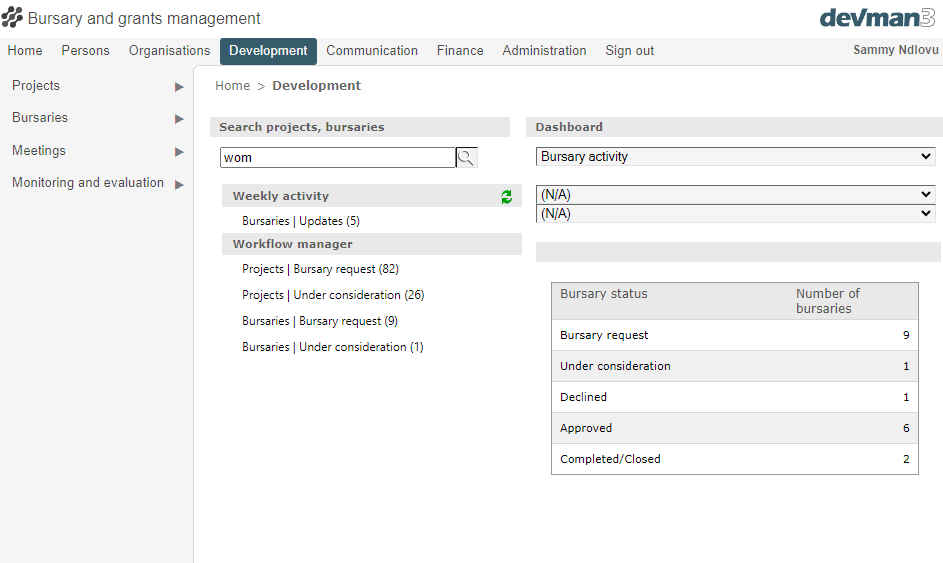 Bursary and grants management
devman3
Home Persons Organisations Development Communication Finance Administration Sign out Sammy Ndlovu
Projects
Bursaries
Meetings
Monitoring and evaluation
Home > Development
Search projects, bursaries
wom
Weekly activity
Bursaries | Updates (5)
Workflow manager
Projects | Bursary request (82)
Projects | Under consideration (26)
Bursaries | Bursary request (9)
Bursaries | Under consideration (1)
Dashboard
Bursary activity
(N/A)
(N/A)
Bursary status Number of
bursaries
Bursary request 9
Under consideration 1
Declined 1
Approved 6
Completed/Closed 2